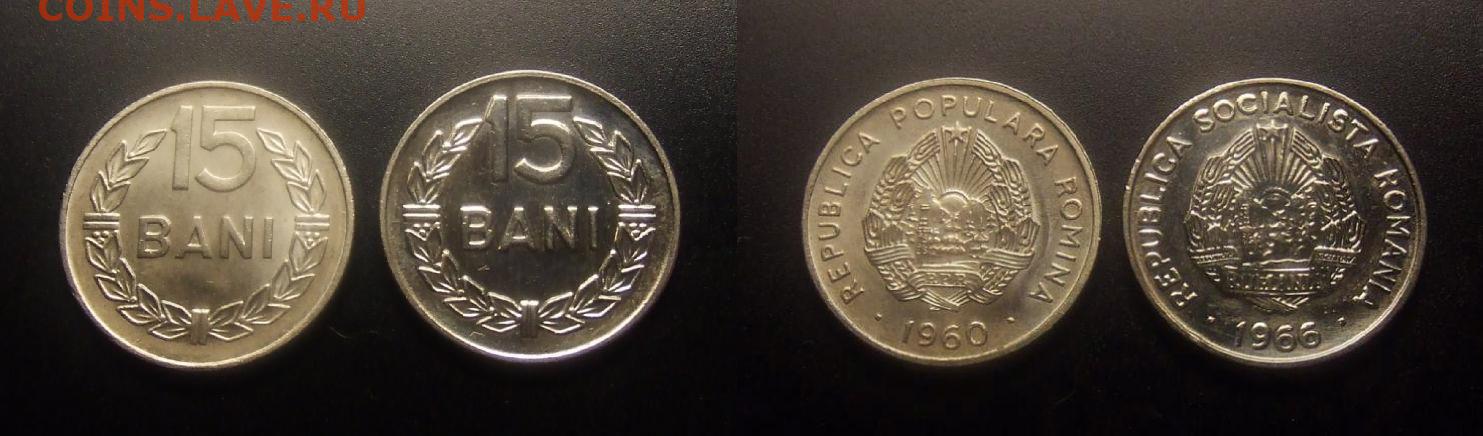 COINS.LAVE.RU
15
BANI
15
BANI
REPUBLICA POPULARA ROMINA
· 1960 ·
REPUBLICA SOCIALISTA ROMANIA
· 1966 ·